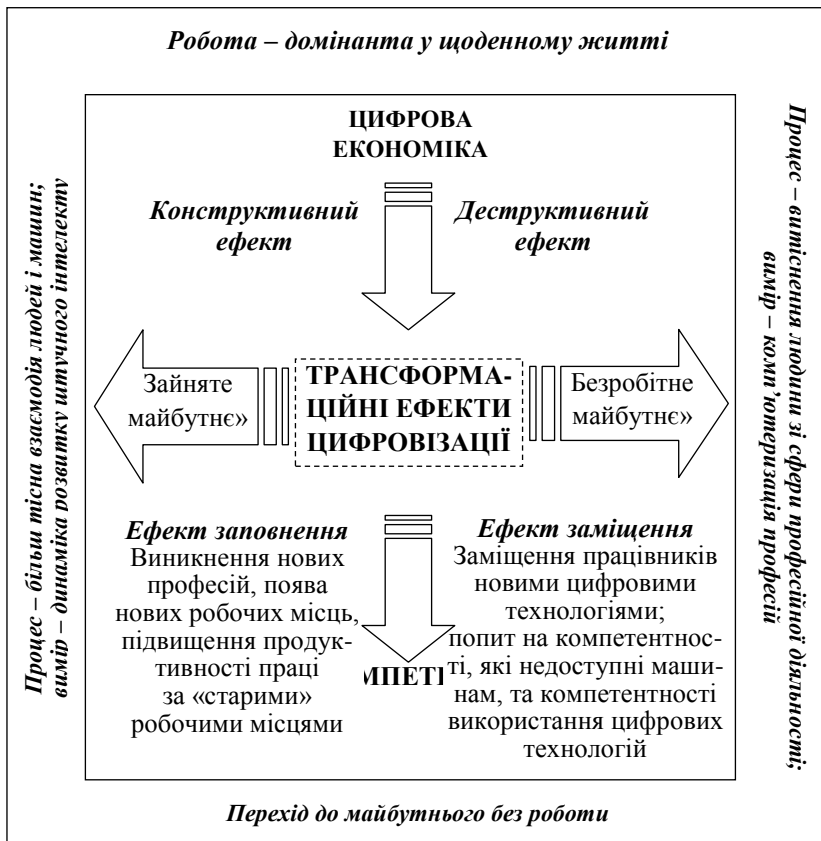 Робота – домінанта у щоденному житті
Процес – більш тісна взаємодія людей і машин;
вимір – динаміка розвитку штучного інтелекту
ЦИФРОВА
ЕКОНОМІКА
Конструктивний
ефект
Деструктивний
ефект
Зайняте
майбутнє»
ТРАНСФОРМА-
ЦІЙНІ ЕФЕКТИ
ЦИФРОВІЗАЦІЇ
Безробітне
майбутнє»
Ефект заповнення
Виникнення нових
професій, поява
нових робочих місць,
підвищення продук-
тивності праці
за «старими»
робочими місцями
МПЕТІ
Ефект заміщення
Заміщення працівників
новими цифровими
технологіями;
попит на компетентнос-
ті, які недоступні маши-
нам, та компетентності
використання цифрових
технологій
Процес – витіснення людини зі сфери професійної діяльності;
вимір – комп’ютеризація професій
Перехід до майбутнього без роботи